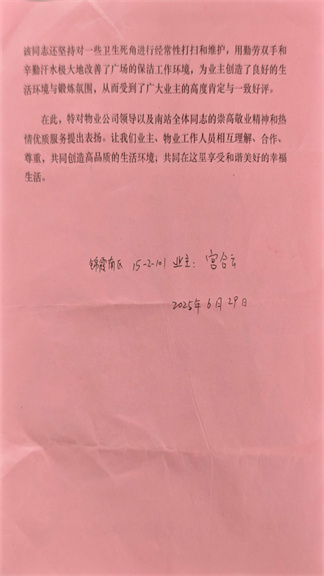 该同志还坚持对一些卫生死角进行经常性打扫和维护，用勤劳双手和
辛勤汗水极大地改善了广场的保洁工作环境，为业主创造了良好的生
活环境与锻炼氛围，从而受到了广大业主的高度肯定与一致好评。
在此，特对物业公司领导以及南站全体同志的崇高敬业精神和热
情优质服务提出表扬。让我们业主、物业工作人员相互理解、合作、
尊重，共同创造高品质的生活环境；共同在这里享受和谐美好的幸福
生活。
锦霞南区 15-2-101 业主：宫合云
2025年6月29日